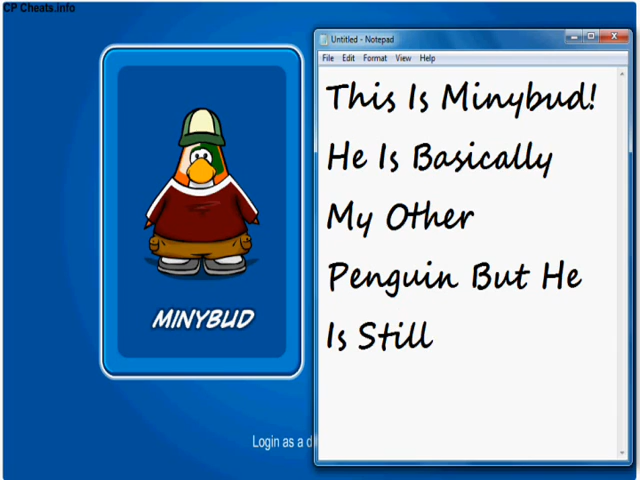 CP Cheats.info
Untitled - Notepad
File Edit Format View Help
This Is Minybud!
He Is Basically
My Other
Penguin But He
Is Still
MINYBUD
Login as a d